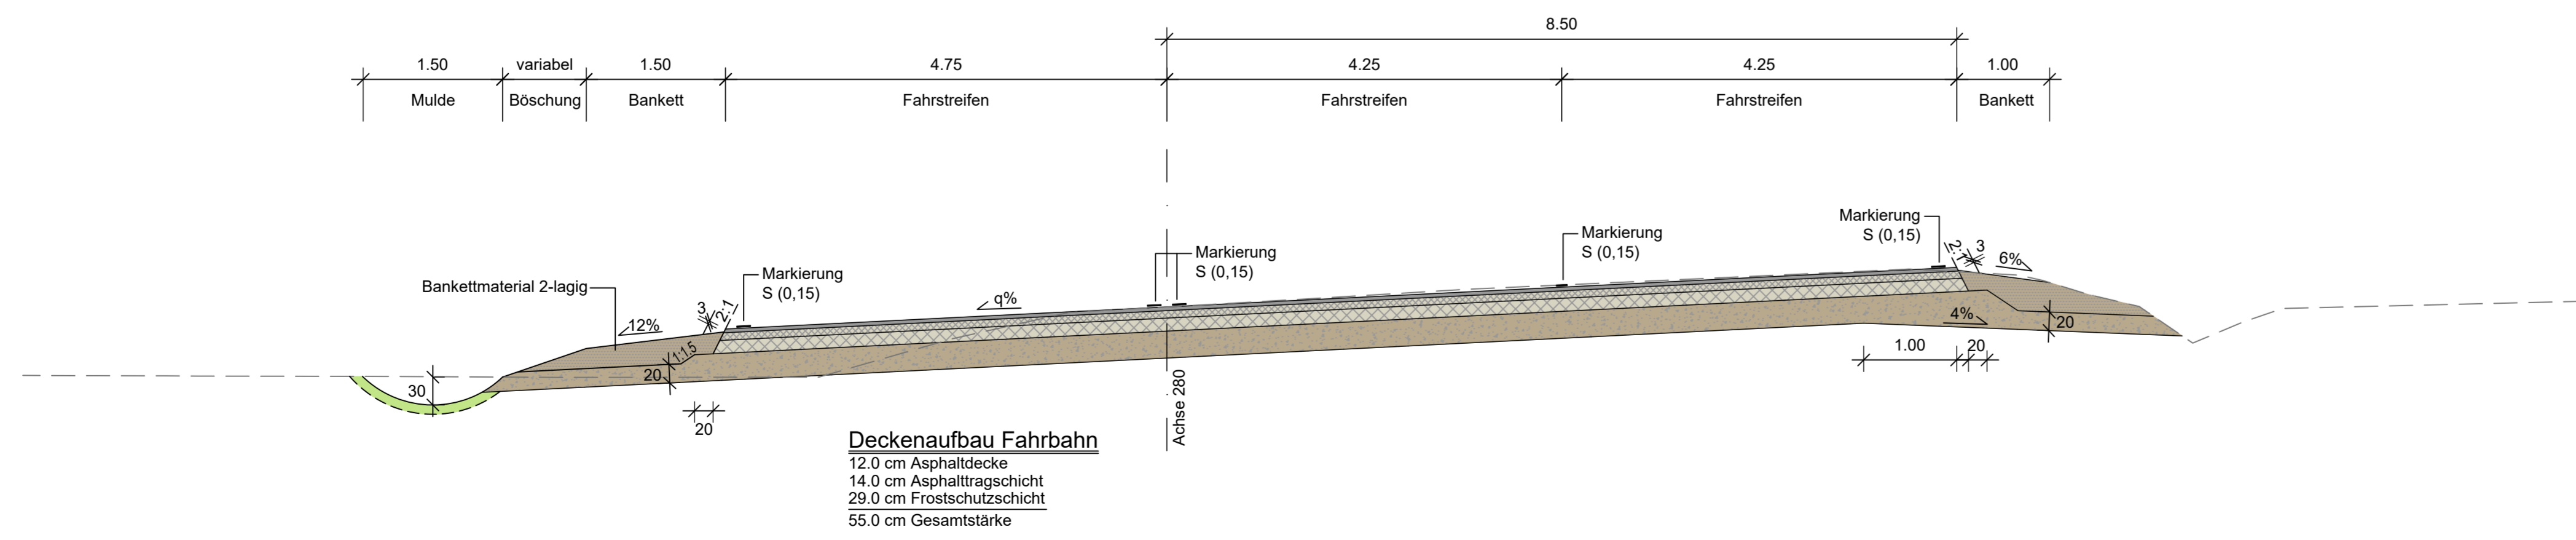 8.50
1.50 variabel 1.50 4.75 4.25 4.25 1.00
Mulde Böschung Bankett Fahrstreifen Fahrstreifen Fahrstreifen Bankett
Markierung
S (0,15)
Markierung
S (0,15)
Markierung
S (0,15)
Markierung
S (0,15)
Bankettmaterial 2-lagig
12%
3
2:1
q%
2:1
3
6%
1:1.5
20
30
20
4%
20
1.00 20
Achse 280
Deckenaufbau Fahrbahn
12.0 cm Asphaltdecke
14.0 cm Asphalttragschicht
29.0 cm Frostschutzschicht
55.0 cm Gesamtstärke